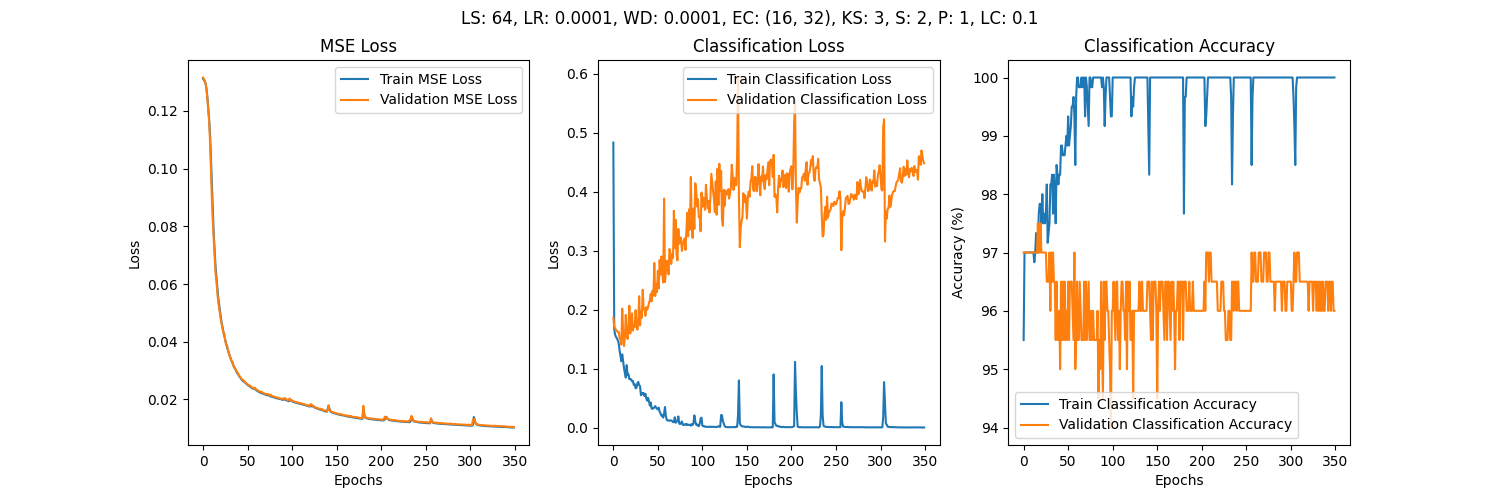 LS: 64, LR: 0.0001, WD: 0.0001, EC: (16, 32), KS: 3, S: 2, P: 1, LC: 0.1
MSE Loss
Train MSE Loss
Validation MSE Loss
0.12
0.10
0.08
0.06
0.04
0.02
Loss
0 50 100 150 200 250 300 350
Epochs
Classification Loss
Train Classification Loss
Validation Classification Loss
0.6
0.5
0.4
0.3
0.2
0.1
0.0
Loss
0 50 100 150 200 250 300 350
Epochs
Classification Accuracy
100
99
98
97
96
95
94
Accuracy (%)
Train Classification Accuracy
Validation Classification Accuracy
0 50 100 150 200 250 300 350
Epochs